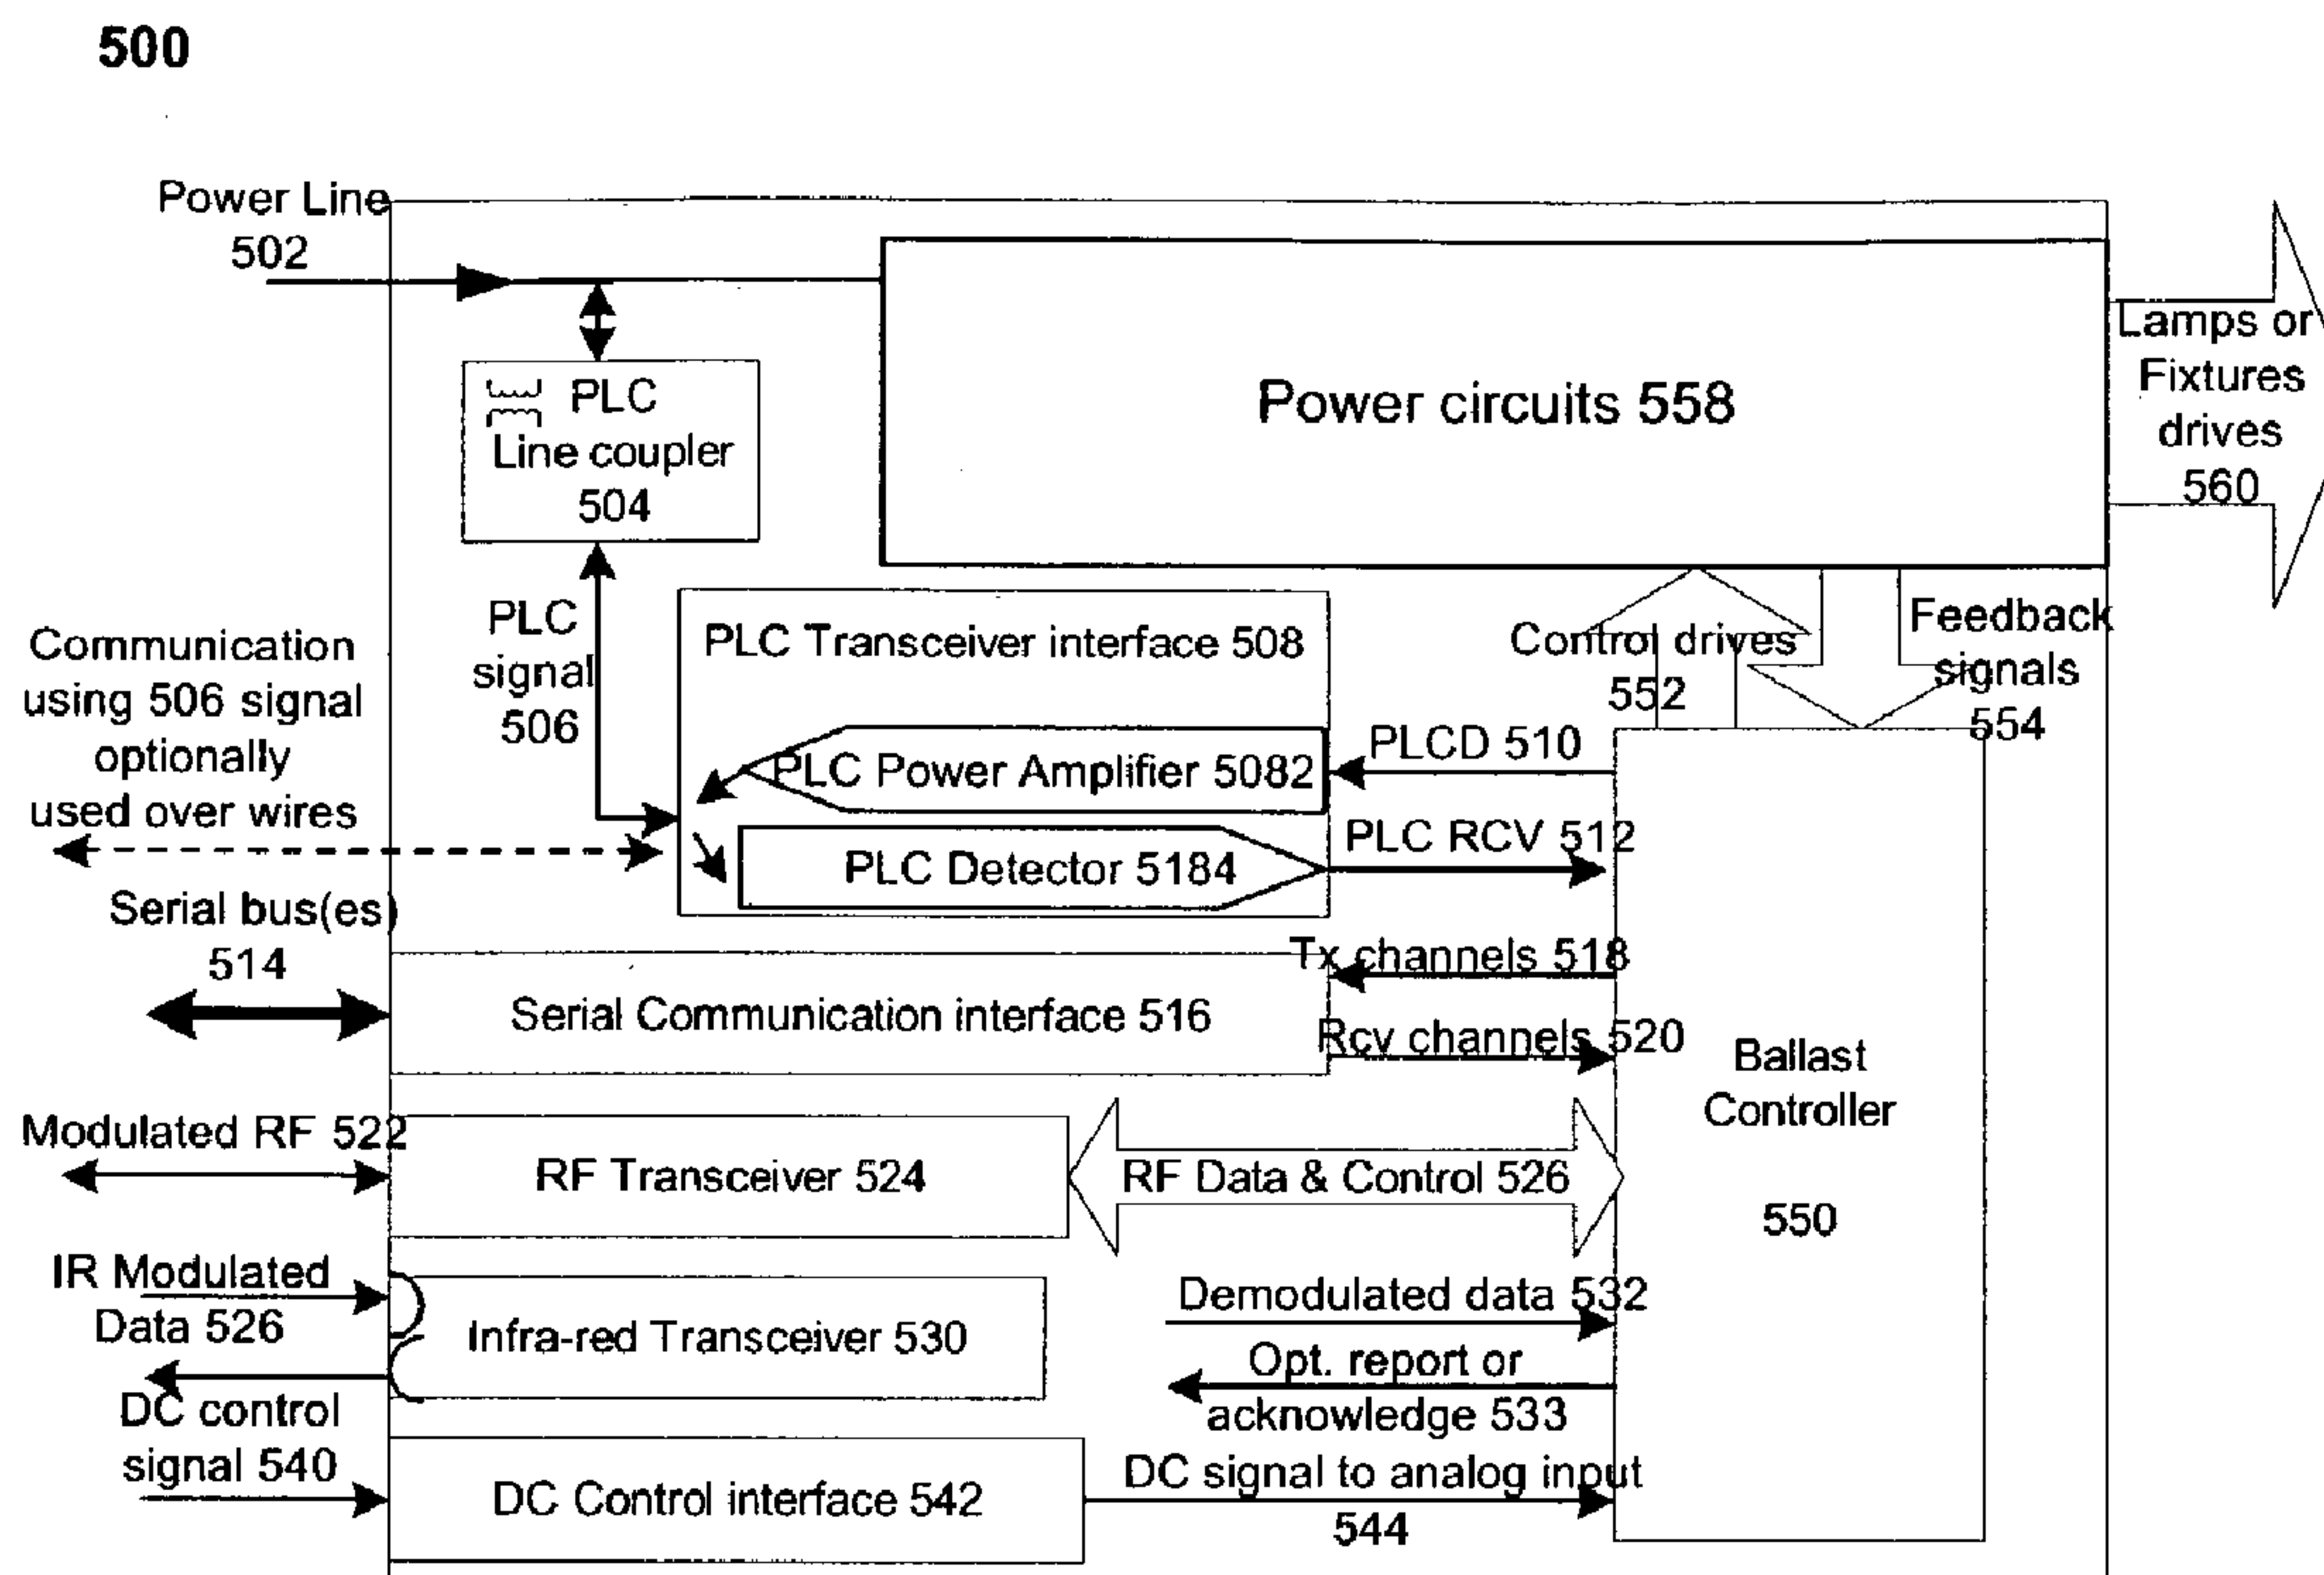 500
Power Line
502
PLC
Line coupler
504
Power circuits 558
Lamps or
Fixtures
drives
560
PLC
signal
506
Communication
using 506 signal
optionally
used over wires
PLC Transceiver interface 508
PLC Power Amplifier 5082
PLC Detector 5184
Control drives
552
Feedback
signals
554
PLCD 510
PLC RCV 512
Serial bus(es)
514
Serial Communication interface 516
Tx channels 518
Rcv channels 520
Ballast
Controller
550
Modulated RF 522
RF Transceiver 524
RF Data & Control 526
IR Modulated
Data 526
Infra-red Transceiver 530
Demodulated data 532
Opt. report or
acknowledge 533
DC control
signal 540
DC Control interface 542
DC signal to analog input
544